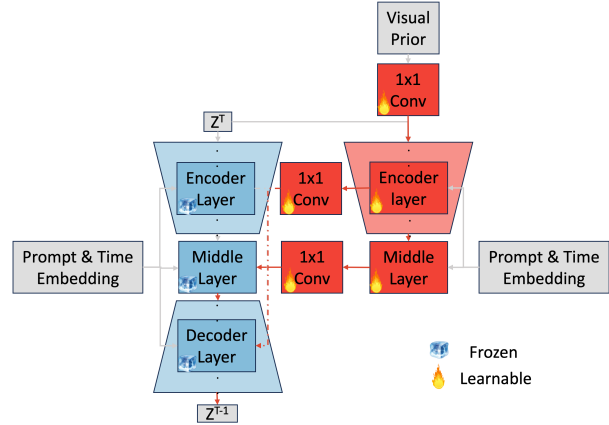 Visual
Prior
1x1
Conv
Z^T
Encoder
Layer
1x1
Conv
Encoder
layer
Prompt & Time
Embedding
Middle
Layer
1x1
Conv
Middle
Layer
Prompt & Time
Embedding
Decoder
Layer
Frozen
Learnable
Z^T-1